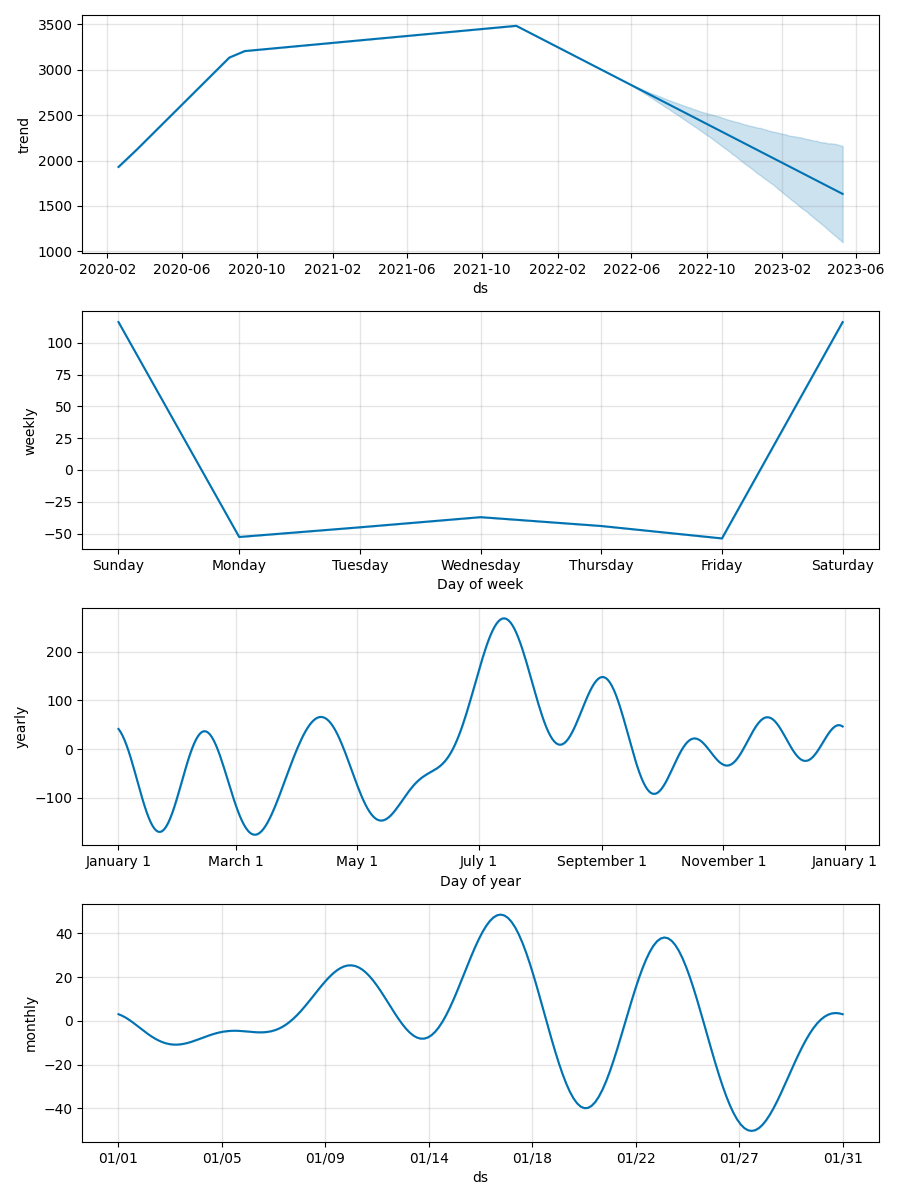 3500
3000
2500
2000
1500
1000
trend
2020-02 2020-06 2020-10 2021-02 2021-06 2021-10 2022-02 2022-06 2022-10 2023-02 2023-06
ds
100
75
50
25
0
−25
−50
weekly
Sunday Monday Tuesday Wednesday Thursday Friday Saturday
Day of week
200
100
0
−100
yearly
January 1 March 1 May 1 July 1 September 1 November 1 January 1
Day of year
40
20
0
−20
−40
monthly
01/01 01/05 01/09 01/14 01/18 01/22 01/27 01/31
ds